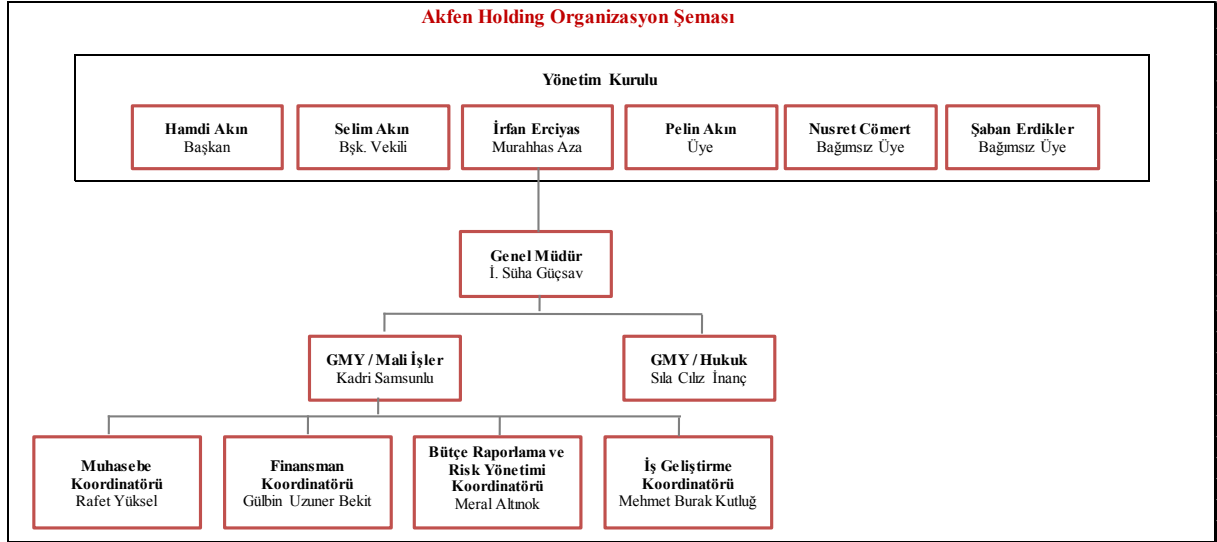 Akfen Holding Organizasyon Şeması
Yönetim Kurulu
Hamdi Akın
Başkan
Selim Akın
Bşk. Vekili
İrfan Erciyas
Murahhas Aza
Pelin Akın
Üye
Nusret Cömert
Bağımsız Üye
Şaban Erdikler
Bağımsız Üye
Genel Müdür
İ. Süha Güçsav
GMY / Mali İşler
Kadri Samsunlu
GMY / Hukuk
Sıla Cılız İnanç
Muhasebe
Koordinatörü
Rafet Yüksel
Finansman
Koordinatörü
Gülbin Uzuner Bekit
Bütçe Raporlama ve
Risk Yönetimi
Koordinatörü
Meral Altınok
İş Geliştirme
Koordinatörü
Mehmet Burak Kutluğ